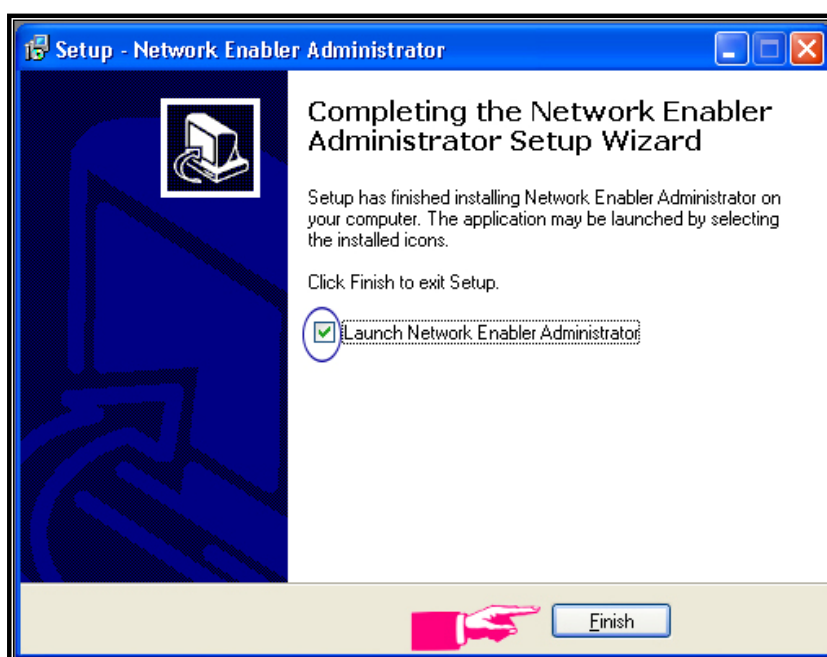 Setup - Network Enabler Administrator
Completing the Network Enabler
Administrator Setup Wizard
Setup has finished installing Network Enabler Administrator on
your computer. The application may be launched by selecting
the installed icons.
Click Finish to exit Setup.
Launch Network Enabler Administrator
Finish